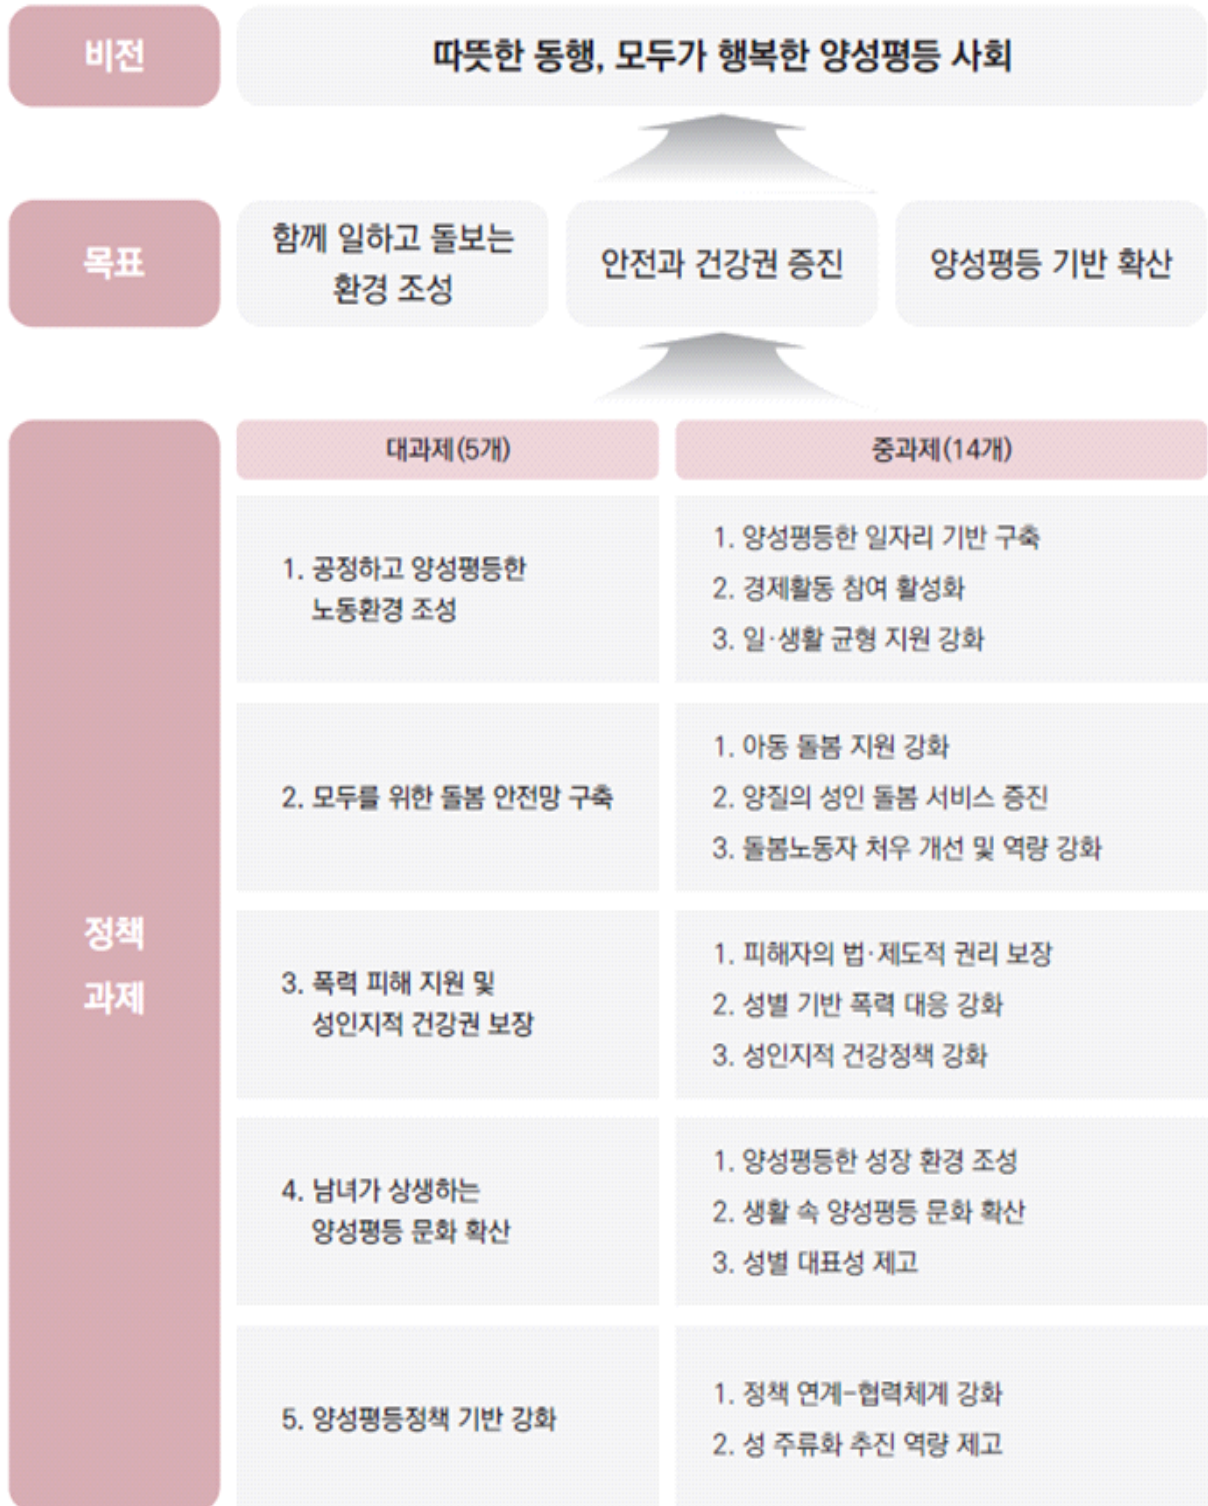 비전
따뜻한 동행, 모두가 행복한 양성평등 사회
목표
함께 일하고 돌보는
환경 조성
안전과 건강권 증진
양성평등 기반 확산
정책
과제
대과제(5개)
중과제(14개)
1. 공정하고 양성평등한
노동환경 조성
1. 양성평등한 일자리 기반 구축
2. 경제활동 참여 활성화
3. 일·생활 균형 지원 강화
2. 모두를 위한 돌봄 안전망 구축
1. 아동 돌봄 지원 강화
2. 양질의 성인 돌봄 서비스 증진
3. 돌봄노동자 처우 개선 및 역량 강화
3. 폭력 피해 지원 및
성인지적 건강권 보장
1. 피해자의 법·제도적 권리 보장
2. 성별 기반 폭력 대응 강화
3. 성인지적 건강정책 강화
4. 남녀가 상생하는
양성평등 문화 확산
1. 양성평등한 성장 환경 조성
2. 생활 속 양성평등 문화 확산
3. 성별 대표성 제고
5. 양성평등정책 기반 강화
1. 정책 연계-협력체계 강화
2. 성 주류화 추진 역량 제고